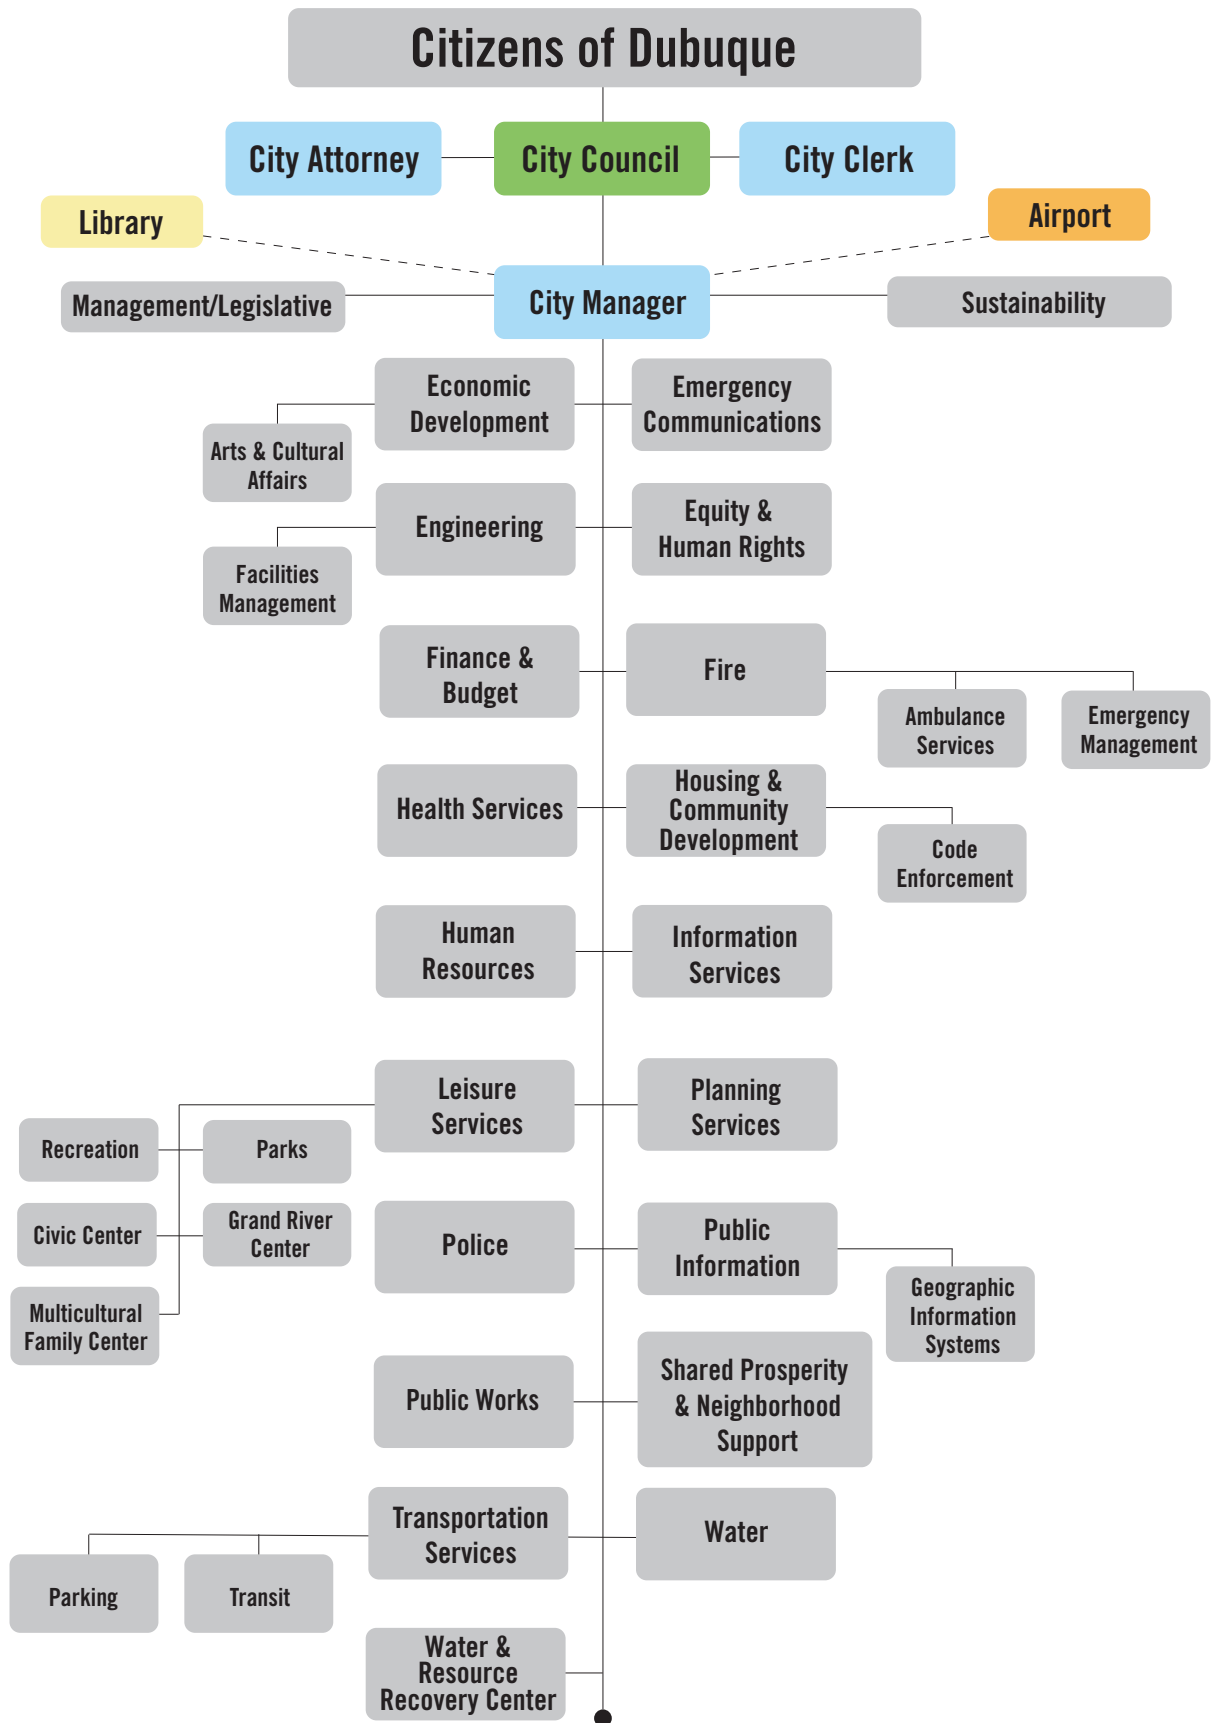 Citizens of Dubuque
City Attorney
City Council
City Clerk
Library
Airport
Management/Legislative
City Manager
Sustainability
Economic
Development
Emergency
Communications
Arts & Cultural
Affairs
Engineering
Equity &
Human Rights
Facilities
Management
Finance &
Budget
Fire
Ambulance
Services
Emergency
Management
Health Services
Housing &
Community
Development
Code
Enforcement
Human
Resources
Information
Services
Leisure
Services
Planning
Services
Recreation
Parks
Civic Center
Grand River
Center
Multicultural
Family Center
Police
Public
Information
Geographic
Information
Systems
Public Works
Shared Prosperity
& Neighborhood
Support
Transportation
Services
Water
Parking
Transit
Water &
Resource
Recovery Center